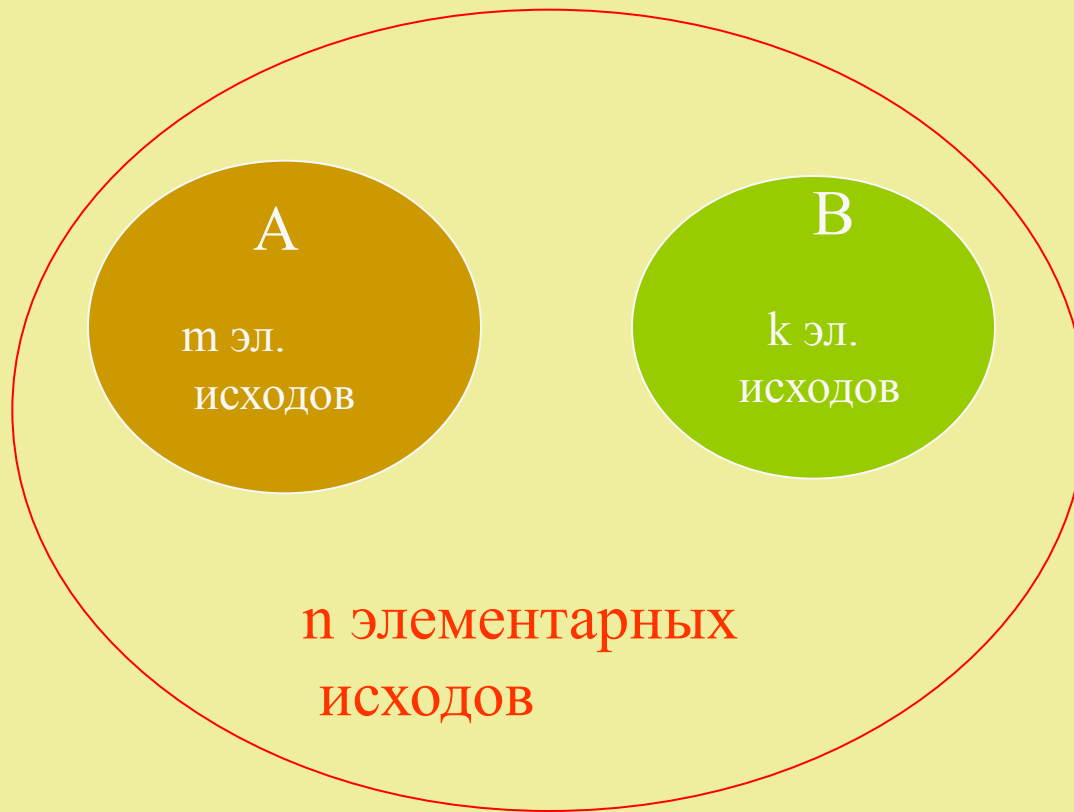 A
m эл.
исходов
B
k эл.
исходов
n элементарных
исходов